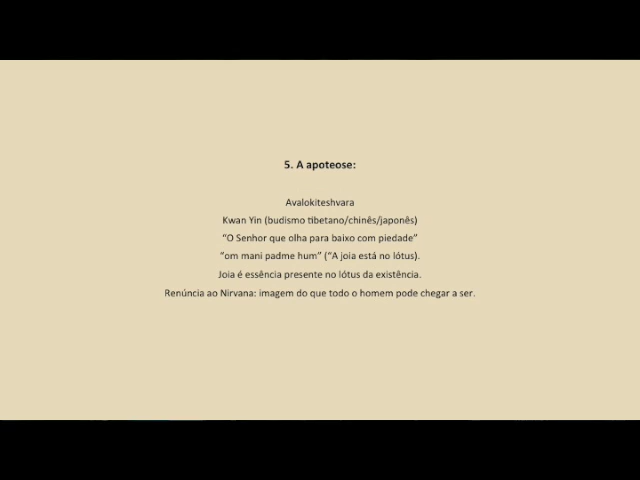 5. A apoteose:
Avalokiteshvara
Kwan Yin (budismo tibetano/chinês/japonês)
“O Senhor que olha para baixo com piedade”
“om mani padme hum” (“A joia está no lótus).
Joia é essência presente no lótus da existência.
Renúncia ao Nirvana: imagem do que todo o homem pode chegar a ser.